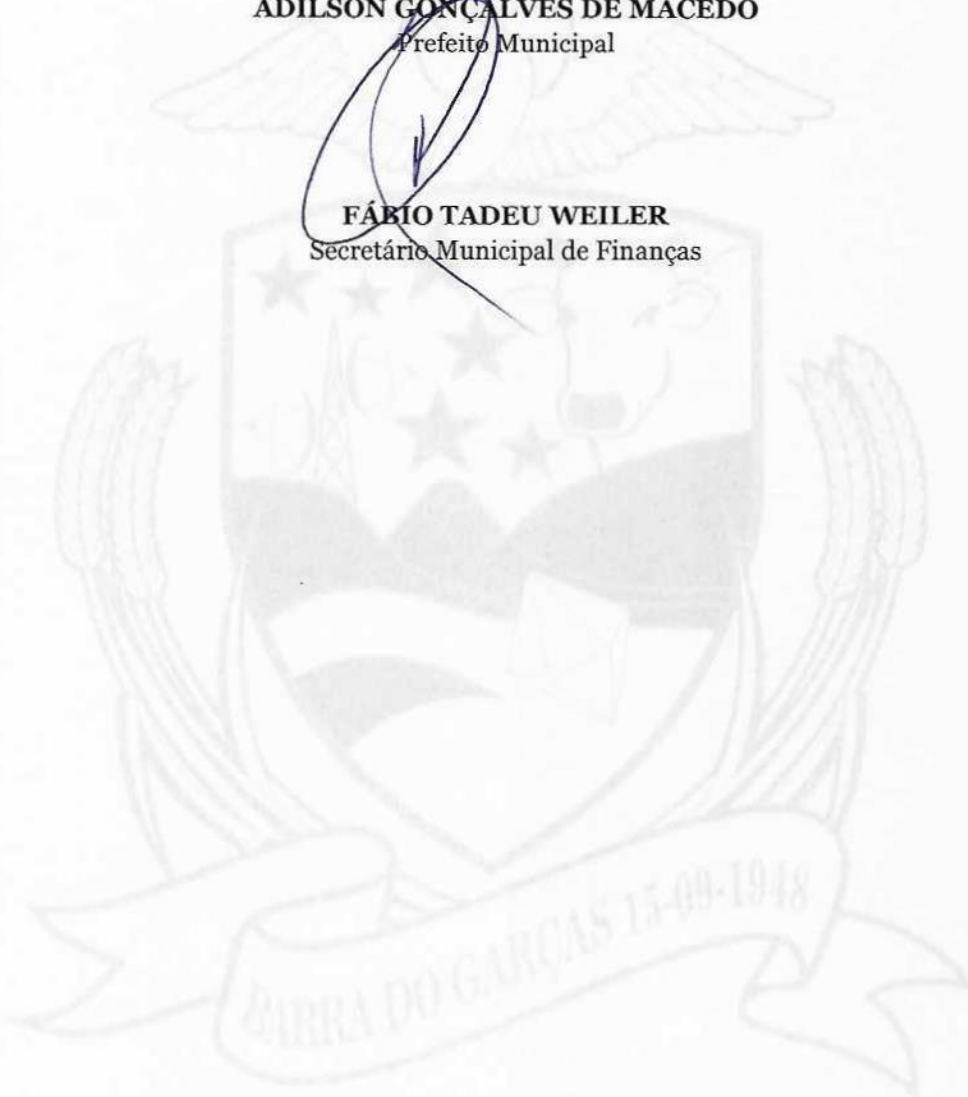 ADILSON GONÇALVES DE MACEDO
Prefeito Municipal
FÁBIO TADEU WEILER
Secretário Municipal de Finanças
BARRA DO GARÇAS 15-09-1948